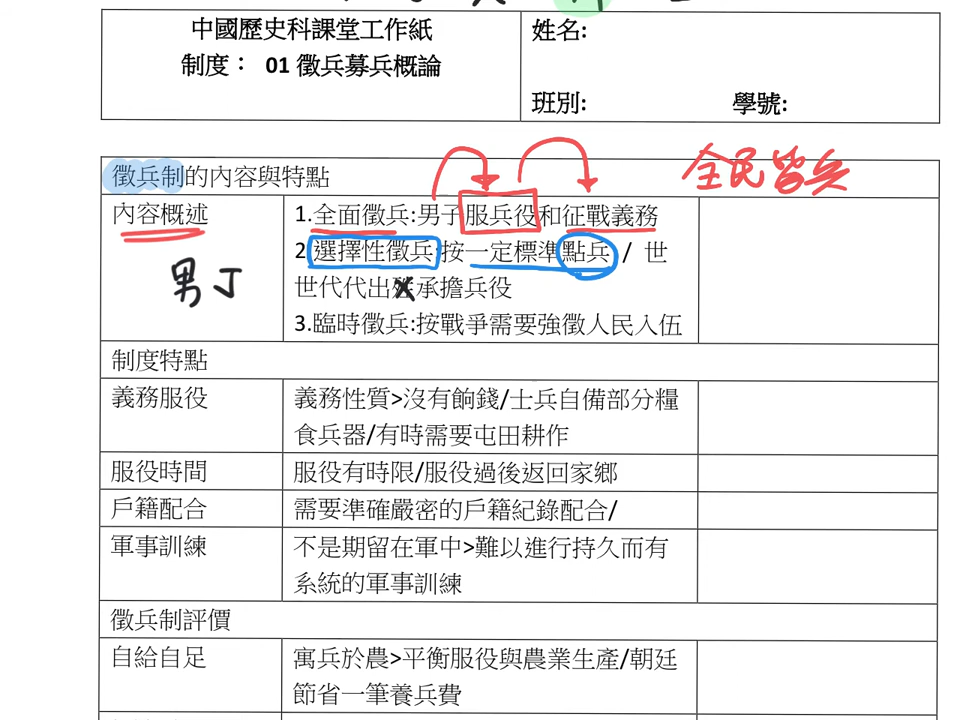 中國歷史科課堂工作紙
制度： 01 徵兵募兵概論
姓名:
班別: 學號:
全民皆兵
徵兵制的內容與特點
內容概述
男丁
1.全面徵兵:男子服兵役和征戰義務
2.選擇性徵兵:按一定標準點兵 / 世
世代代出 承擔兵役
3.臨時徵兵:按戰爭需要強徵人民入伍
制度特點
義務服役
義務性質>沒有餉錢/士兵自備部分糧
食兵器/有時需要屯田耕作
服役時間
服役有時限/服役過後返回家鄉
戶籍配合
需要準確嚴密的戶籍紀錄配合/
軍事訓練
不是期留在軍中>難以進行持久而有
系統的軍事訓練
徵兵制評價
自給自足
寓兵於農>平衡服役與農業生產/朝廷
節省一筆養兵費